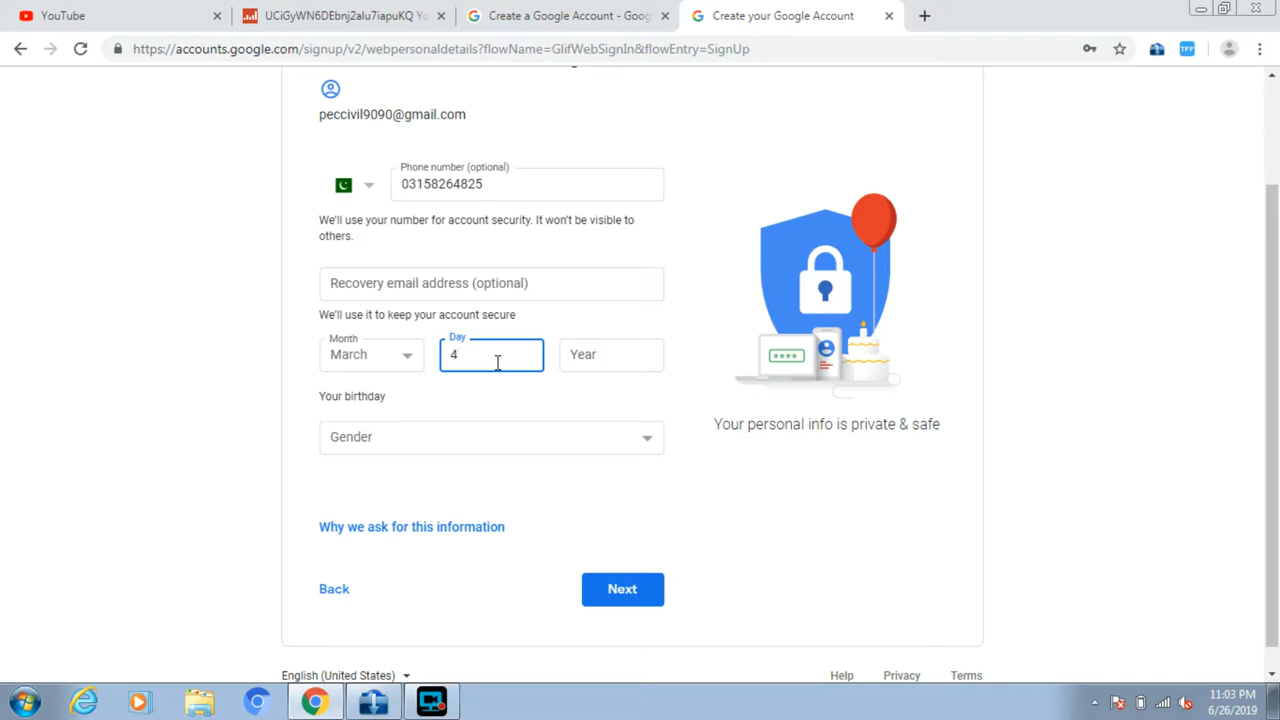 YouTube
UCiGyWN6DEbnj2alu7iapuKQ Yo
Create a Google Account - Goog
Create your Google Account
https://accounts.google.com/signup/v2/webpersonaldetails?flowName=GlifWebSignIn&flowEntry=SignUp
TFF
peccivil9090@gmail.com
Phone number (optional)
03158264825
We'll use your number for account security. It won't be visible to
others.
Recovery email address (optional)
We'll use it to keep your account secure
Month
Day
March
4
Year
Your birthday
Gender
****
Your personal info is private & safe
Why we ask for this information
Back
Next
English (United States)
Help
Privacy
Terms
11:03 PM
6/26/2019